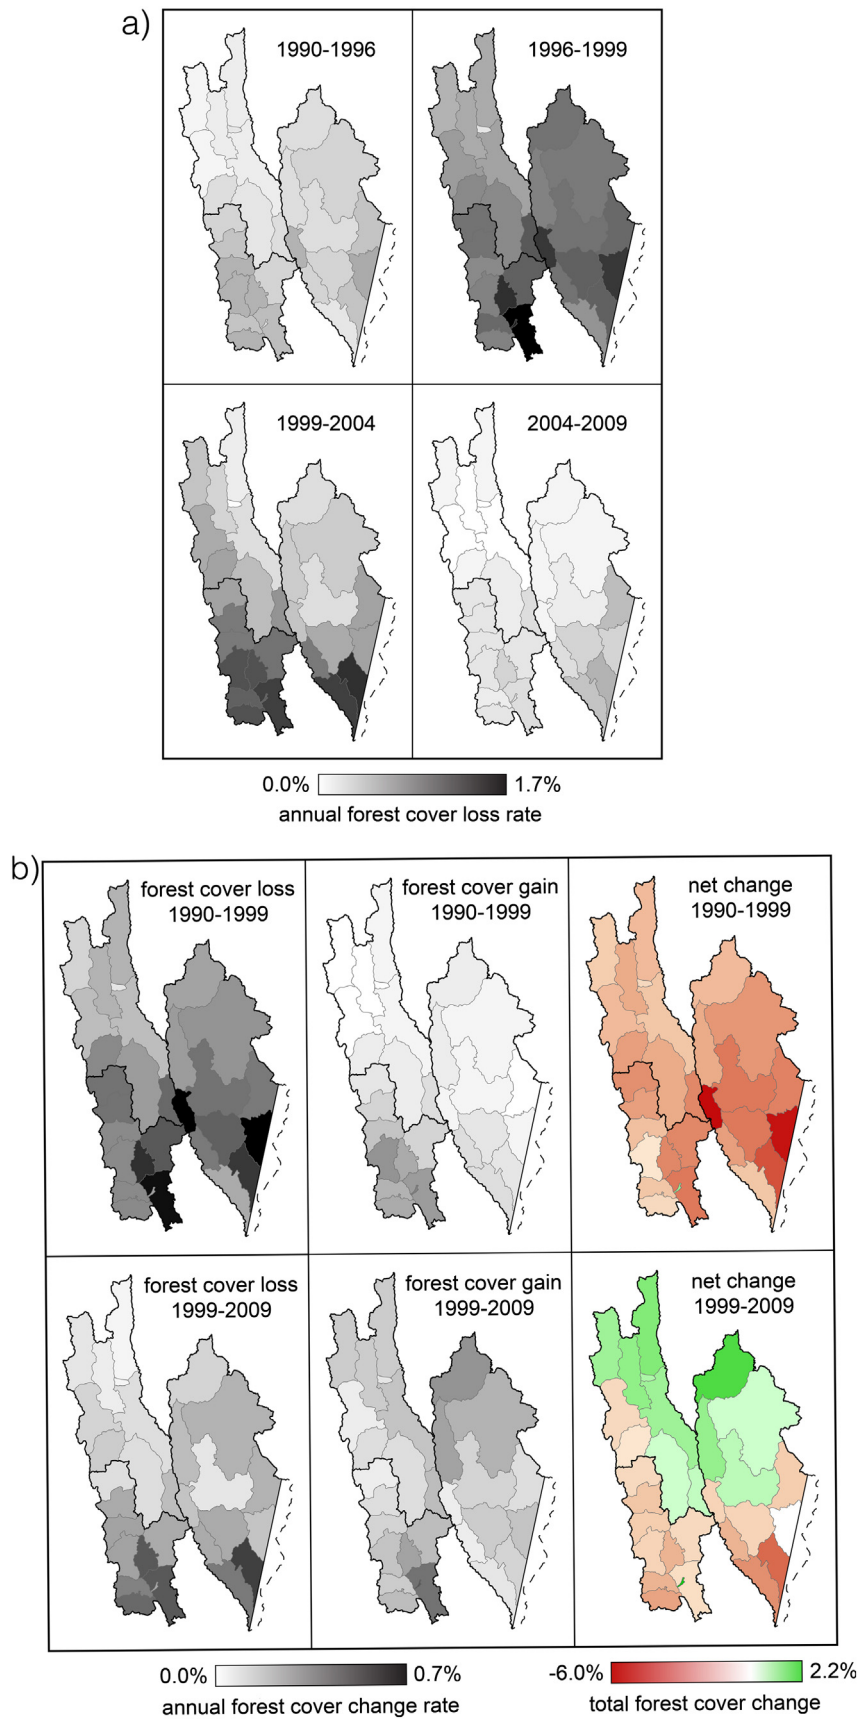 a)
1990-1996
1996-1999
1999-2004
2004-2009
0.0%
1.7%
annual forest cover loss rate
b)
forest cover loss
1990-1999
forest cover gain
1990-1999
net change
1990-1999
forest cover loss
1999-2009
forest cover gain
1999-2009
net change
1999-2009
0.0%
0.7%
annual forest cover change rate
-6.0%
2.2%
total forest cover change